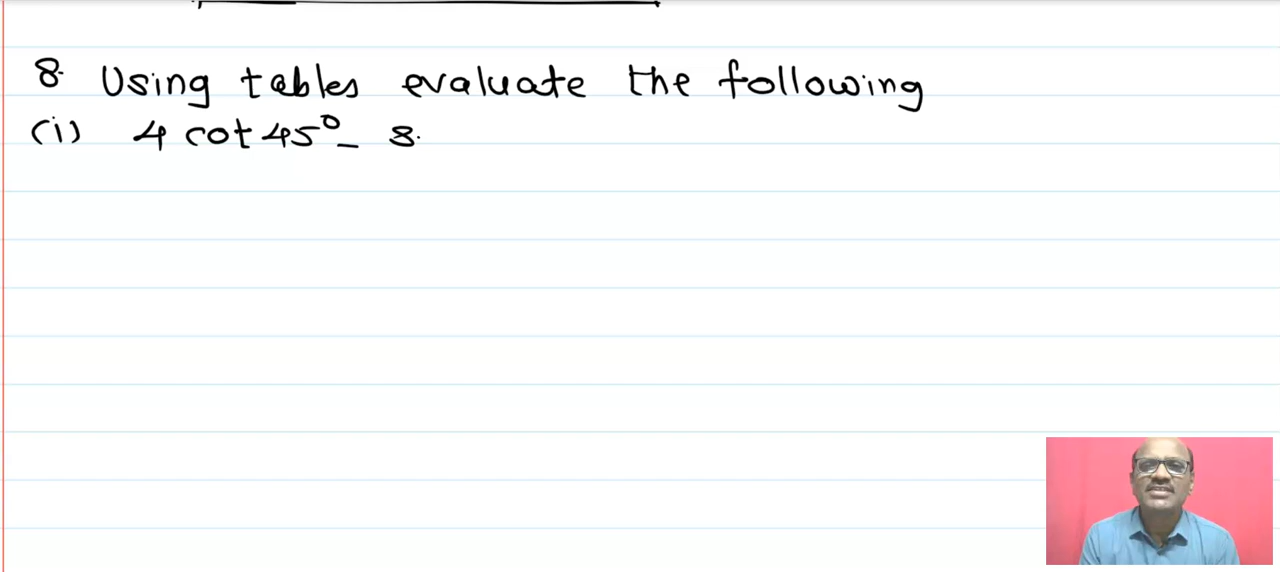 8. Using tables evaluate the following
(i) 4 cot 45° - 8.